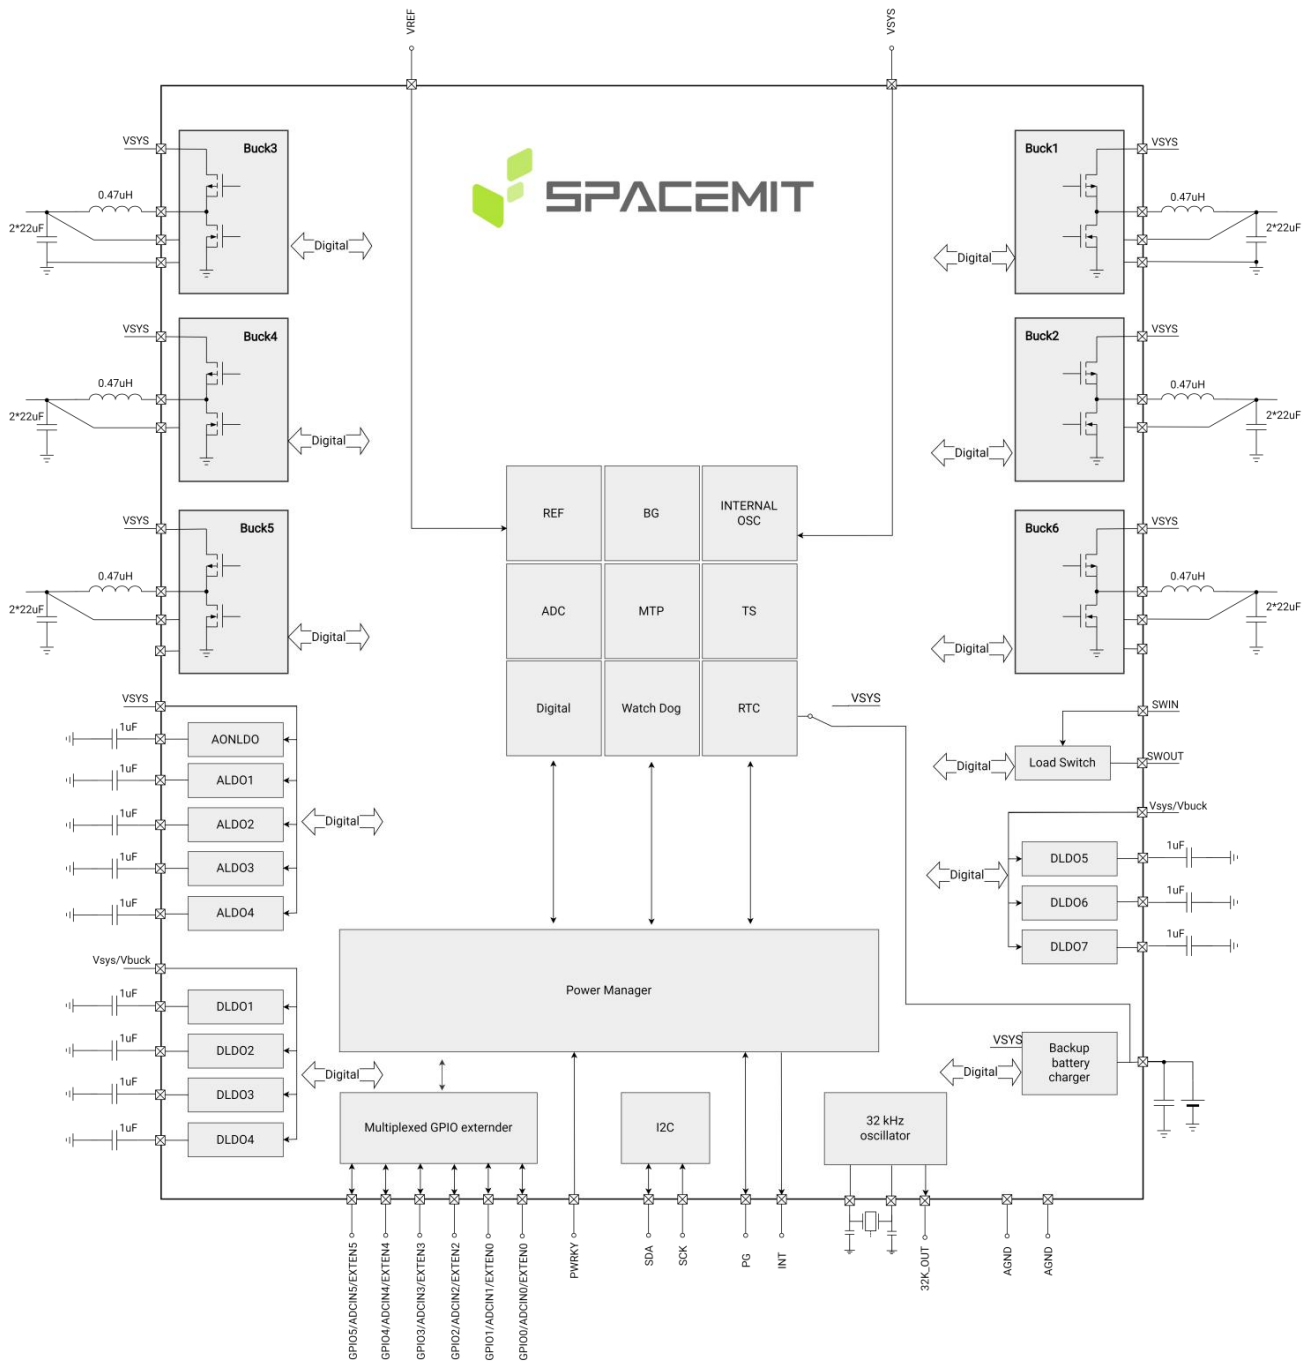 VREF
VSYS
SPACEMIT
VSYS
Buck3
0.47uH
2*22uF
Digital
Buck1
VSYS
0.47uH
2*22uF
Digital
VSYS
Buck4
0.47uH
2*22uF
Digital
Buck2
VSYS
0.47uH
2*22uF
Digital
VSYS
Buck5
0.47uH
2*22uF
Digital
Buck6
VSYS
0.47uH
2*22uF
Digital
REF
BG
INTERNAL
OSC
ADC
MTP
TS
Digital
Watch Dog
RTC
VSYS
VSYS
1uF
AONLDO
1uF
ALDO1
1uF
ALDO2
1uF
ALDO3
1uF
ALDO4
Digital
SWIN
Load Switch
SWOUT
Digital
Vsys/Vbuck
DLDO5
1uF
DLDO6
1uF
DLDO7
1uF
Digital
Power Manager
Vsys/Vbuck
1uF
DLDO1
1uF
DLDO2
1uF
DLDO3
1uF
DLDO4
Digital
VSYS
Backup
battery
charger
Digital
Multiplexed GPIO externder
I2C
32 kHz
oscillator
GPIO5/ADCIN5/EXTEN5
GPIO4/ADCIN4/EXTEN4
GPIO3/ADCIN3/EXTEN3
GPIO2/ADCIN2/EXTEN2
GPIO1/ADCIN1/EXTEN0
GPIO0/ADCIN0/EXTEN0
PWRKY
SDA
SCK
PG
INT
32K_OUT
AGND
AGND